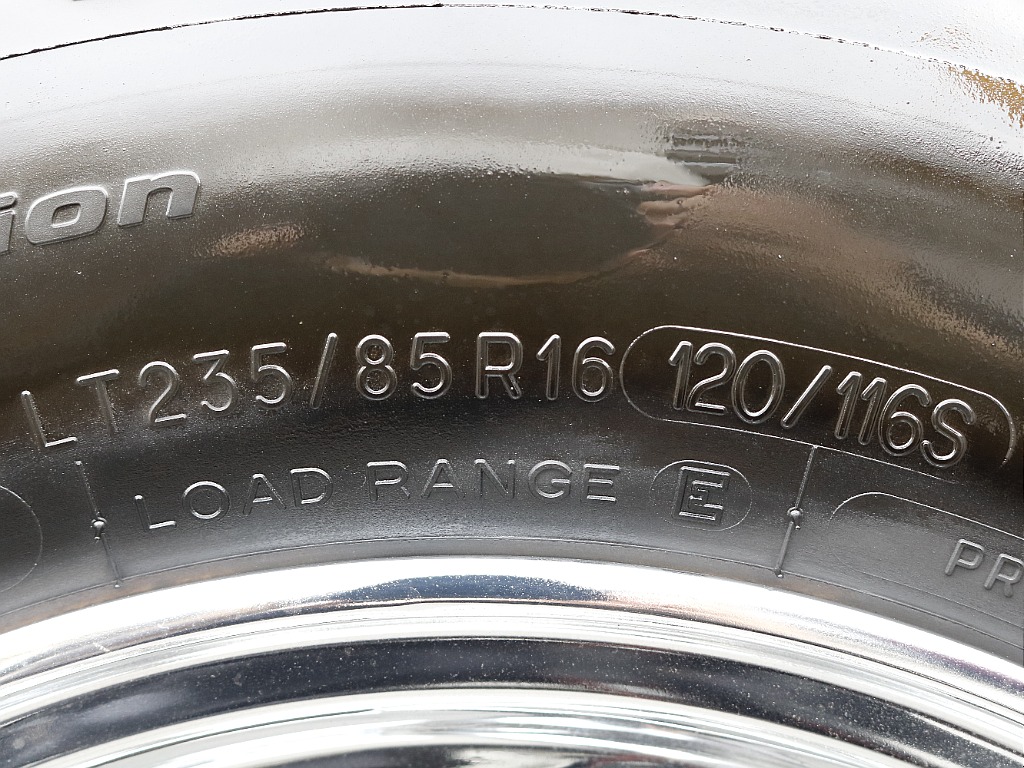 ion
LT235/85R16 120/116S
LOAD RANGE E
PR